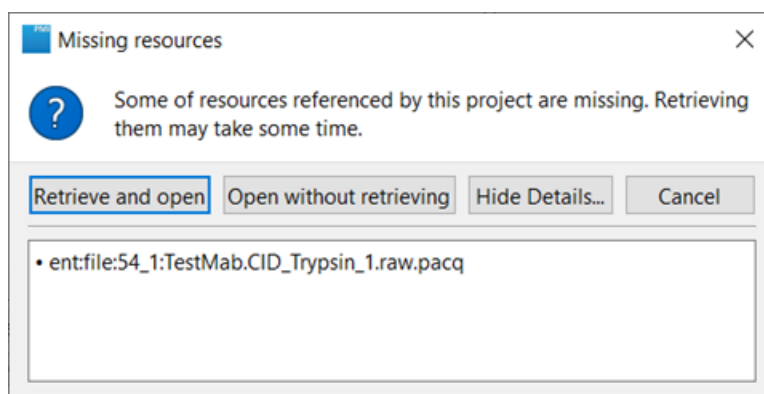 PMI
Missing resources
Some of resources referenced by this project are missing. Retrieving
them may take some time.
Retrieve and open
Open without retrieving
Hide Details...
Cancel
• ent:file:54_1:TestMab.CID_Trypsin_1.raw.pacq